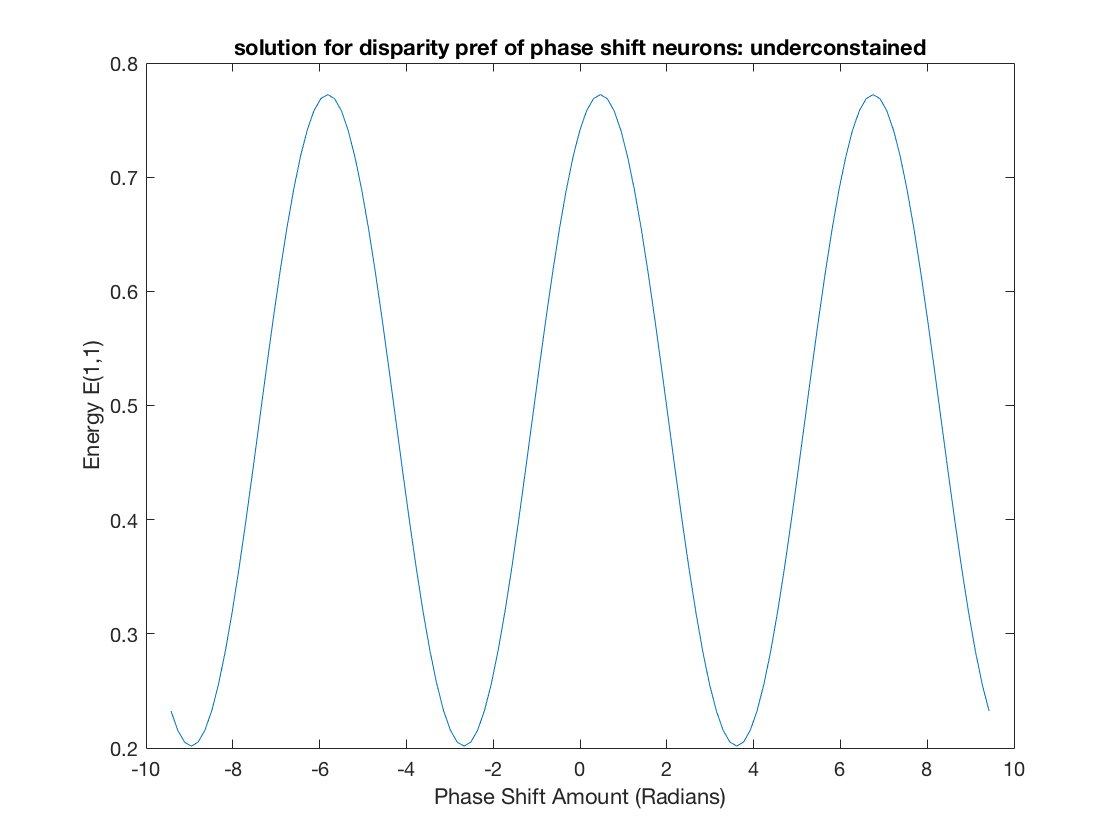 solution for disparity pref of phase shift neurons: underconstained
0.8
0.7
0.6
0.5
0.4
0.3
0.2
Energy E(1,1)
-10 -8 -6 -4 -2 0 2 4 6 8 10
Phase Shift Amount (Radians)